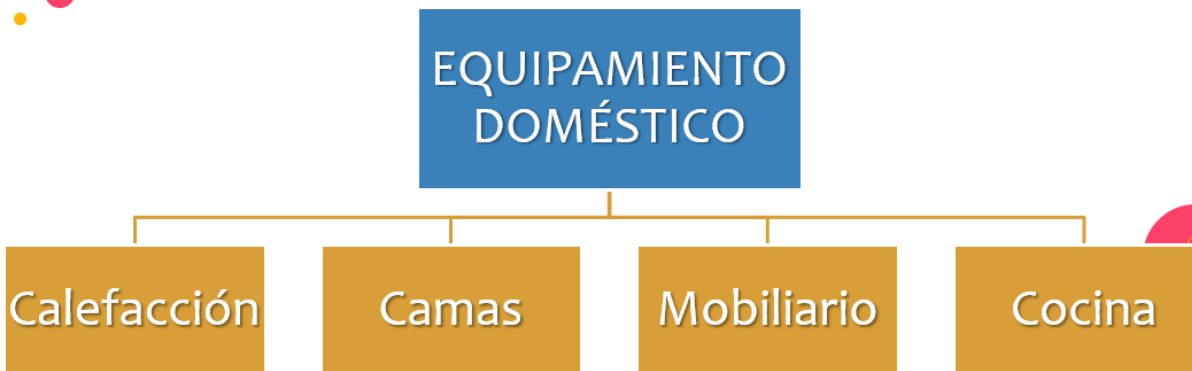 EQUIPAMIENTO
DOMÉSTICO
Calefacción
Camas
Mobiliario
Cocina